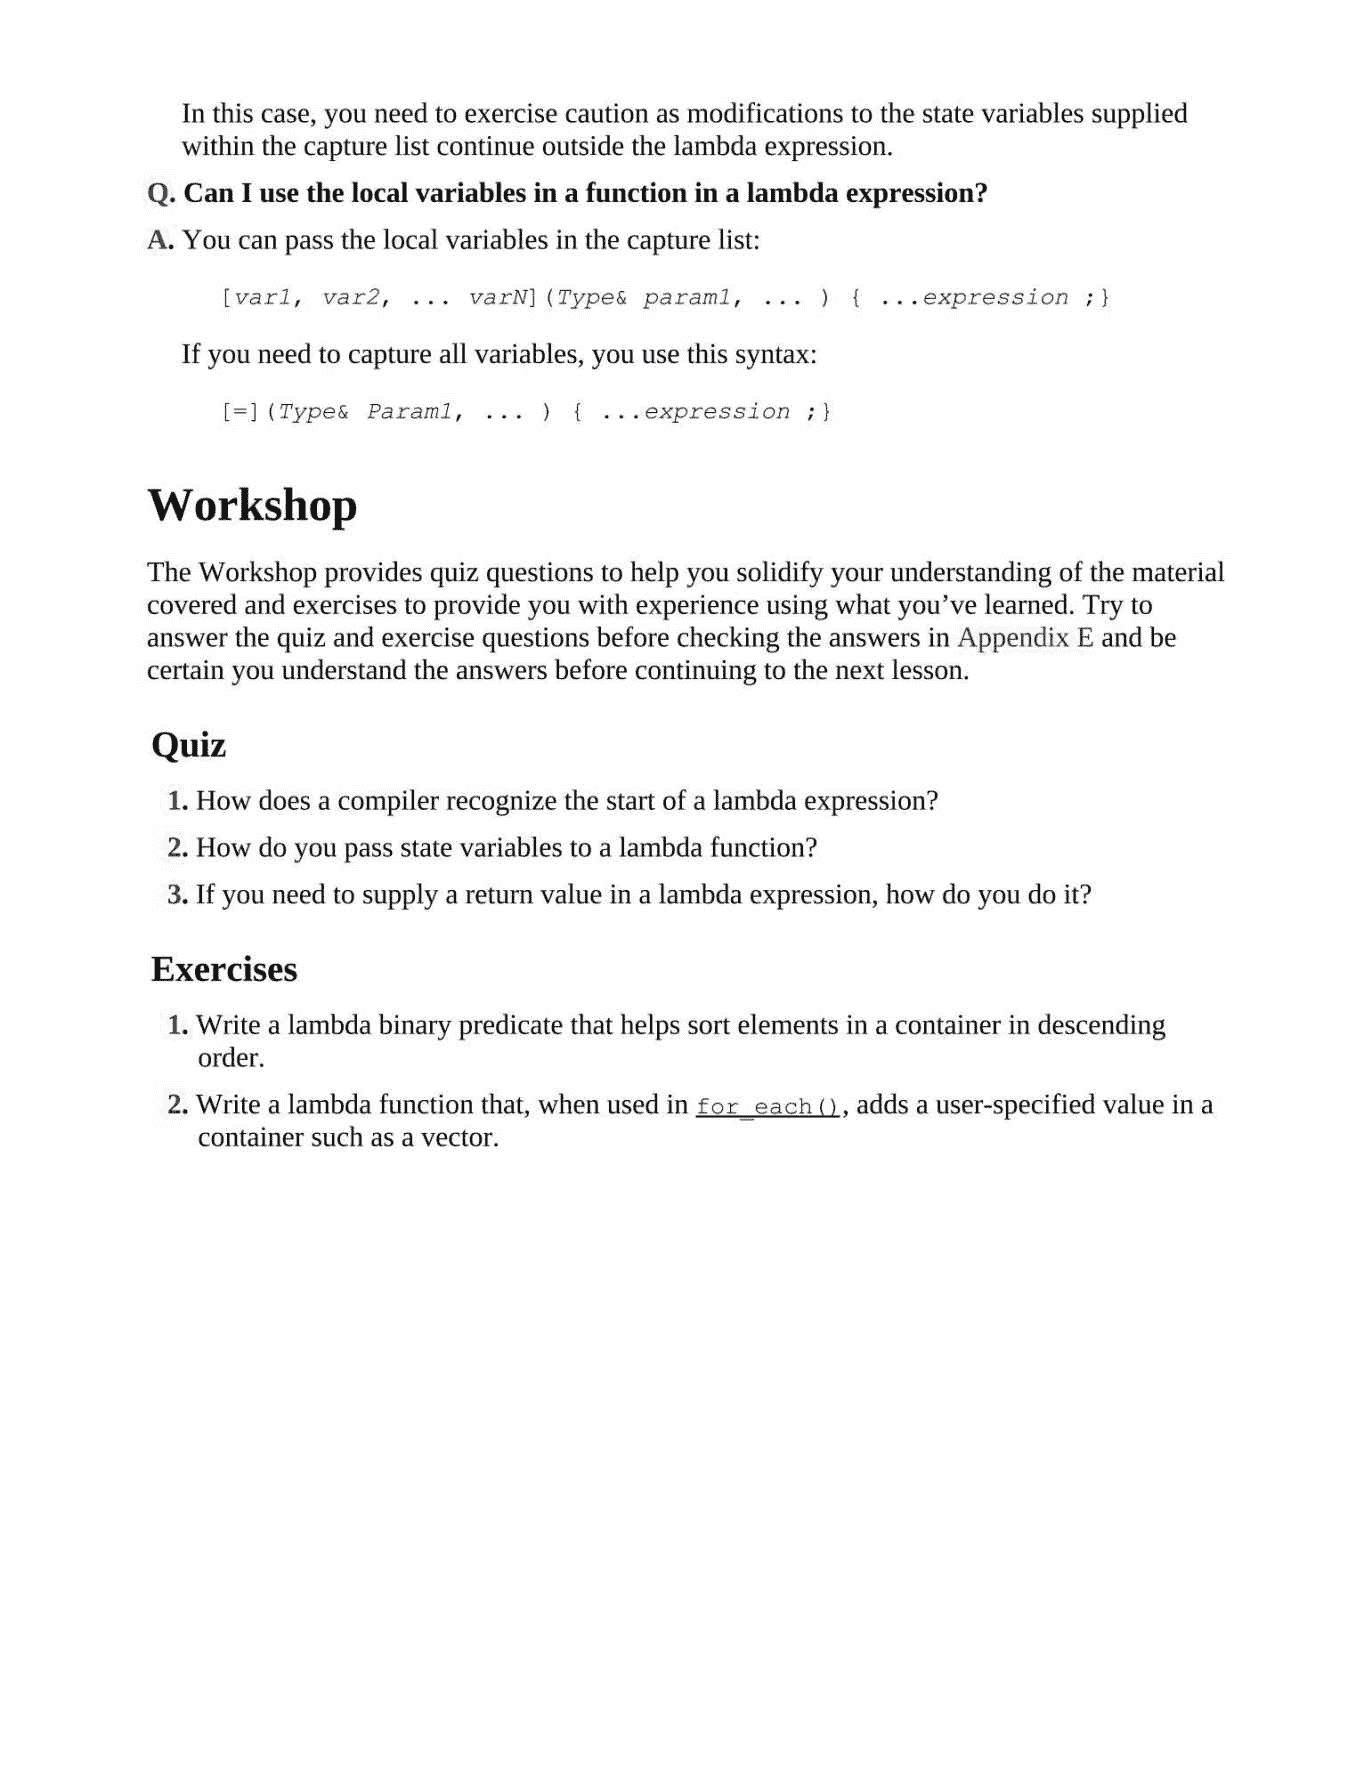 In this case, you need to exercise caution as modifications to the state variables supplied
within the capture list continue outside the lambda expression.
Q. Can I use the local variables in a function in a lambda expression?
A. You can pass the local variables in the capture list:
[var1, var2, ... varN](Type& param1, ... ) { ...expression ;}
If you need to capture all variables, you use this syntax:
[=](Type& Param1, ... ) { ...expression ;}
Workshop
The Workshop provides quiz questions to help you solidify your understanding of the material
covered and exercises to provide you with experience using what you’ve learned. Try to
answer the quiz and exercise questions before checking the answers in Appendix E and be
certain you understand the answers before continuing to the next lesson.
Quiz
1. How does a compiler recognize the start of a lambda expression?
2. How do you pass state variables to a lambda function?
3. If you need to supply a return value in a lambda expression, how do you do it?
Exercises
1. Write a lambda binary predicate that helps sort elements in a container in descending
order.
2. Write a lambda function that, when used in for_each(), adds a user-specified value in a
container such as a vector.